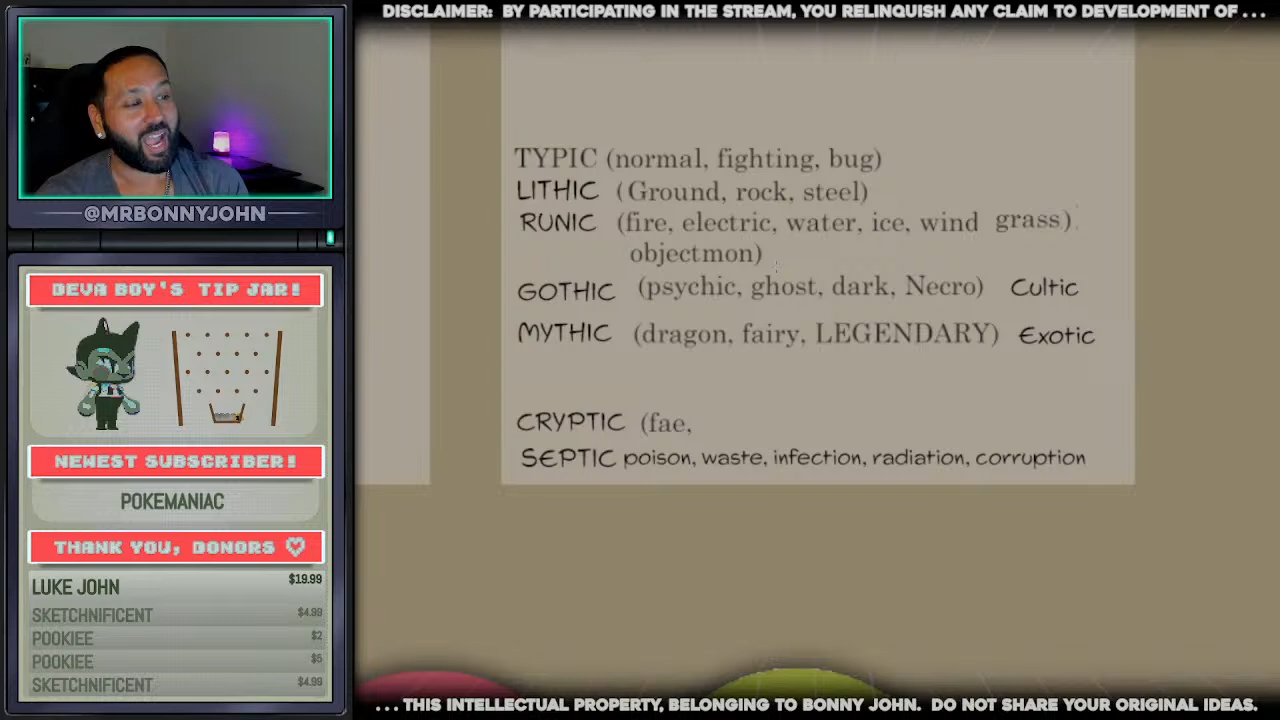 DISCLAIMER: BY PARTICIPATING IN THE STREAM, YOU RELINQUISH ANY CLAIM TO DEVELOPMENT OF . . .
@MRBONNYJOHN
DEVA BOY'S TIP JAR!
NEWEST SUBSCRIBER!
POKEMANIAC
THANK YOU, DONORS ♡
LUKE JOHN $19.99
SKETCHNIFICENT $4.99
POOKIEE $2
POOKIEE $5
SKETCHNIFICENT $4.99
TYPIC (normal, fighting, bug)
LITHIC (Ground, rock, steel)
RUNIC (fire, electric, water, ice, wind grass)
objectmon)
GOTHIC (psychic, ghost, dark, Necro) Cultic
MYTHIC (dragon, fairy, LEGENDARY) Exotic
CRYPTIC (fae,
SEPTIC poison, waste, infection, radiation, corruption
. . . THIS INTELLECTUAL PROPERTY, BELONGING TO BONNY JOHN. DO NOT SHARE YOUR ORIGINAL IDEAS.